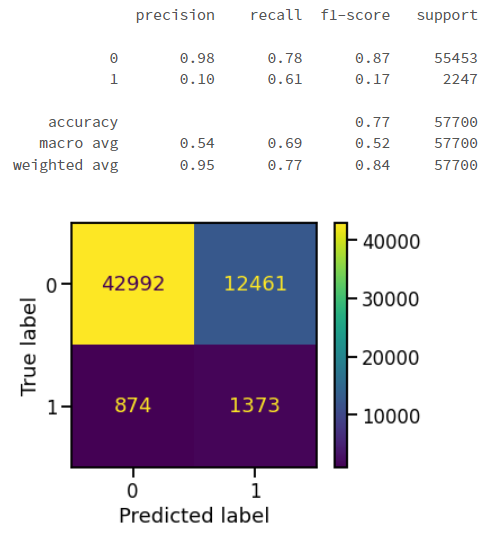 precision recall f1-score support
0 0.98 0.78 0.87 55453
1 0.10 0.61 0.17 2247
accuracy 0.77 57700
macro avg 0.54 0.69 0.52 57700
weighted avg 0.95 0.77 0.84 57700
40000
0 42992 12461
30000
True label
20000
1 874 1373
10000
0 1
Predicted label